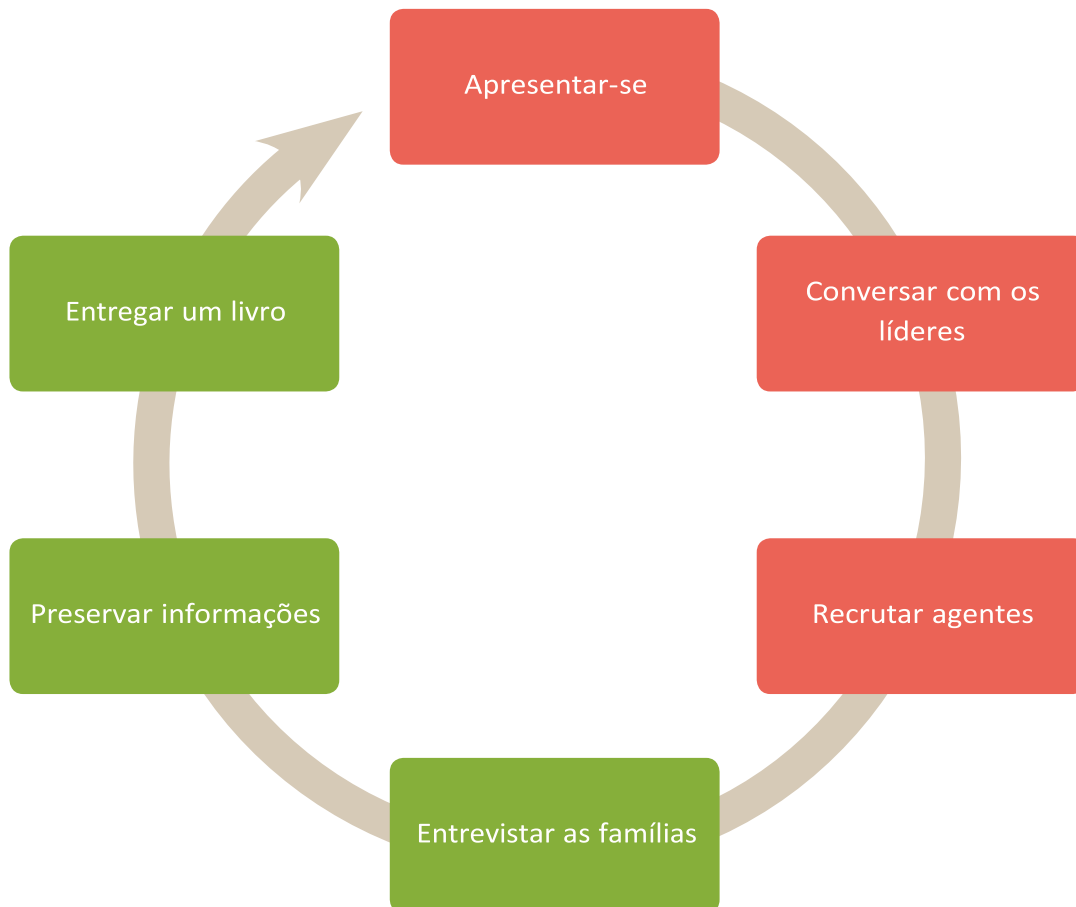 Apresentar-se
Conversar com os
líderes
Recrutar agentes
Entrevistar as famílias
Preservar informações
Entregar um livro